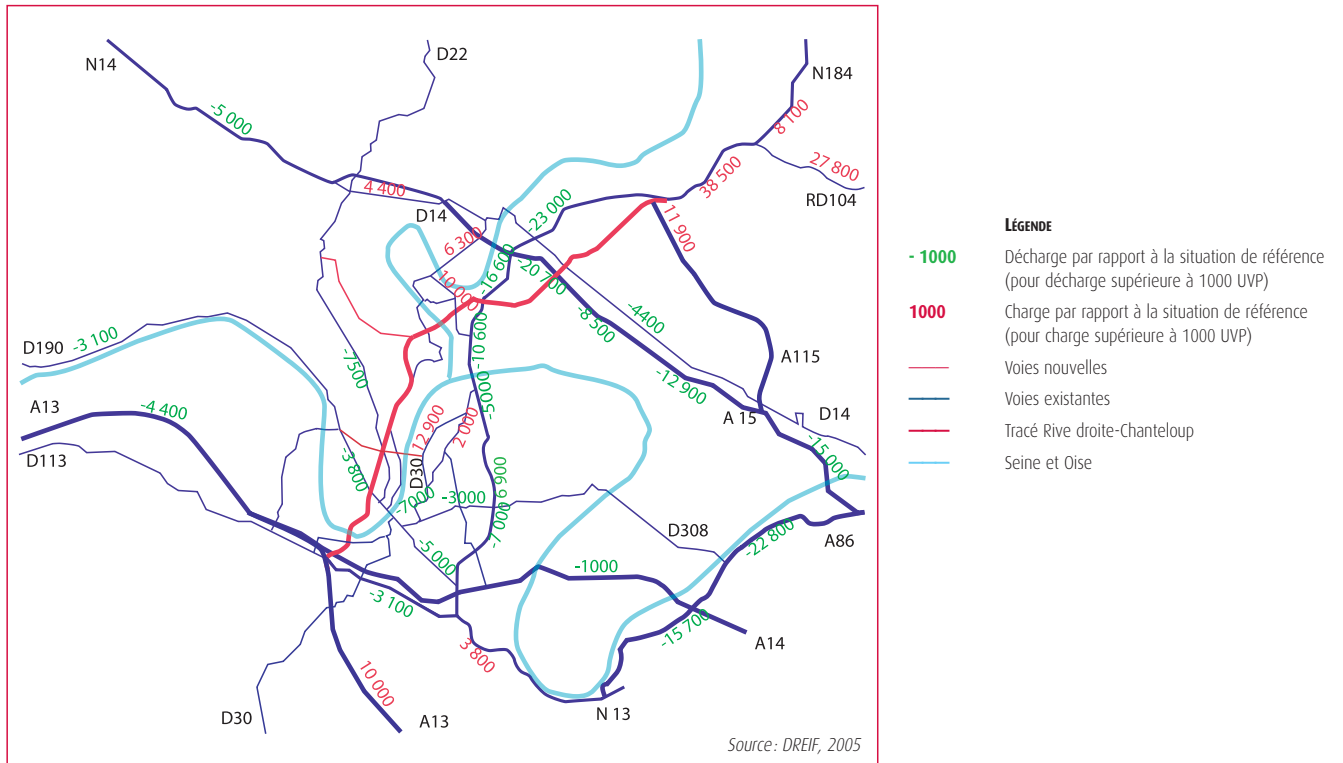 N14
D22
N184
-5 000
8 100
27 800
38 500
RD104
4 400
D14
-23 000
11 900
6 300
-16 600
-20 700
10 000
-8 500
-4400
D190
-3 100
-10 600
A115
-7500
A13
-4 400
-12 900
-5000
A 15
D14
D113
12 900
2 000
-15 000
-3 800
D30
-7000
-3000
-7 000
6 900
D308
-22 800
A86
-5 000
-1000
-3 100
-15 700
A14
3 800
10 000
D30
A13
N 13
Source : DREIF, 2005
LÉGENDE
- 1000 Décharge par rapport à la situation de référence
(pour décharge supérieure à 1000 UVP)
1000 Charge par rapport à la situation de référence
(pour charge supérieure à 1000 UVP)
Voies nouvelles
Voies existantes
Tracé Rive droite-Chanteloup
Seine et Oise